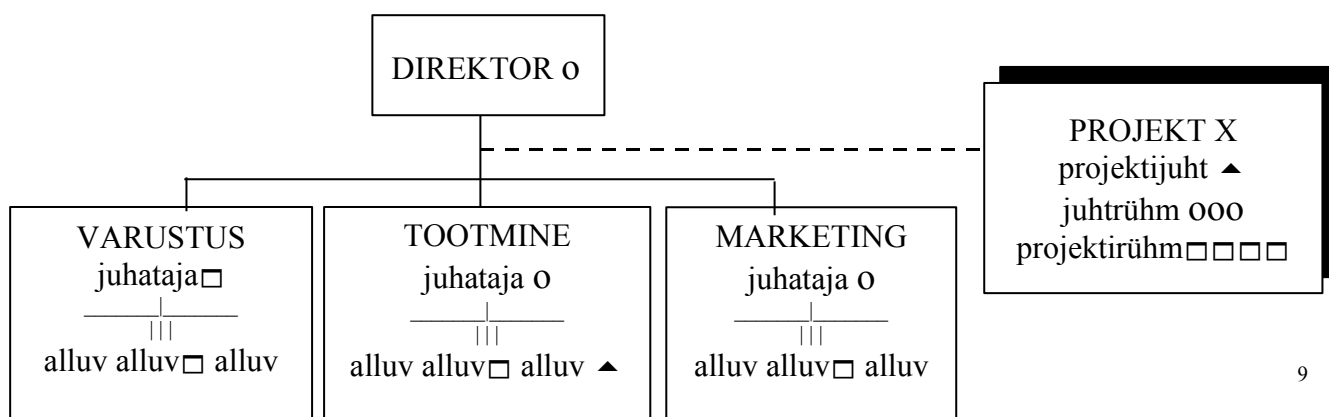 DIREKTOR o
PROJEKT X
projektijuht ▲
juhtrühm ooo
projektirühm□□□□
VARUSTUS
juhataja□
alluv alluv□ alluv
TOOTMINE
juhataja o
alluv alluv□ alluv ▲
MARKETING
juhataja o
alluv alluv□ alluv
9